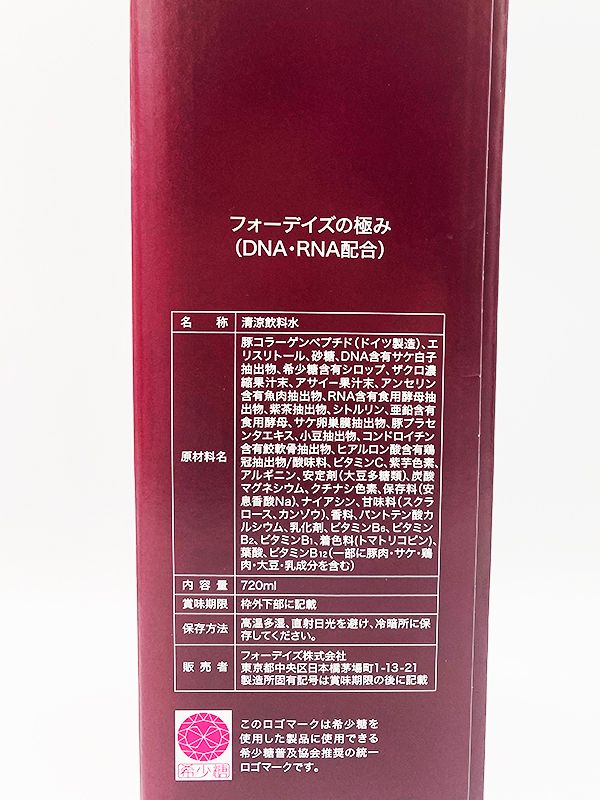 フォーデイズの極み
(DNA・RNA配合)
名　称 清涼飲料水
原材料名
豚コラーゲンペプチド(ドイツ製造)、エ
リスリトール、砂糖、DNA含有サケ白子
抽出物、希少糖含有シロップ、ザクロ濃
縮果汁末、アサイー果汁末、アンセリン
含有魚肉抽出物、RNA含有食用酵母抽
出物、紫茶抽出物、シトルリン、亜鉛含有
食用酵母、サケ卵巣膜抽出物、豚プラセ
ンタエキス、小豆抽出物、コンドロイチン
含有鮫軟骨抽出物、ヒアルロン酸含有鶏
冠抽出物/酸味料、ビタミンC、紫芋色素、
アルギニン、安定剤(大豆多糖類)、炭酸
マグネシウム、クチナシ色素、保存料(安
息香酸Na)、ナイアシン、甘味料(スクラ
ロース、カンゾウ)、香料、パントテン酸カ
ルシウム、乳化剤、ビタミンB6、ビタミン
B2、ビタミンB1、着色料(トマトリコピン)、
葉酸、ビタミンB12(一部に豚肉・サケ・鶏
肉・大豆・乳成分を含む)
内容量 720ml
賞味期限 枠外下部に記載
保存方法 高温多湿、直射日光を避け、冷暗所に保
存してください。
販売者 フォーデイズ株式会社
東京都中央区日本橋茅場町1-13-21
製造所固有記号は賞味期限の後に記載
希少糖
このロゴマークは希少糖を
使用した製品に使用できる
希少糖普及協会推奨の統一
ロゴマークです。